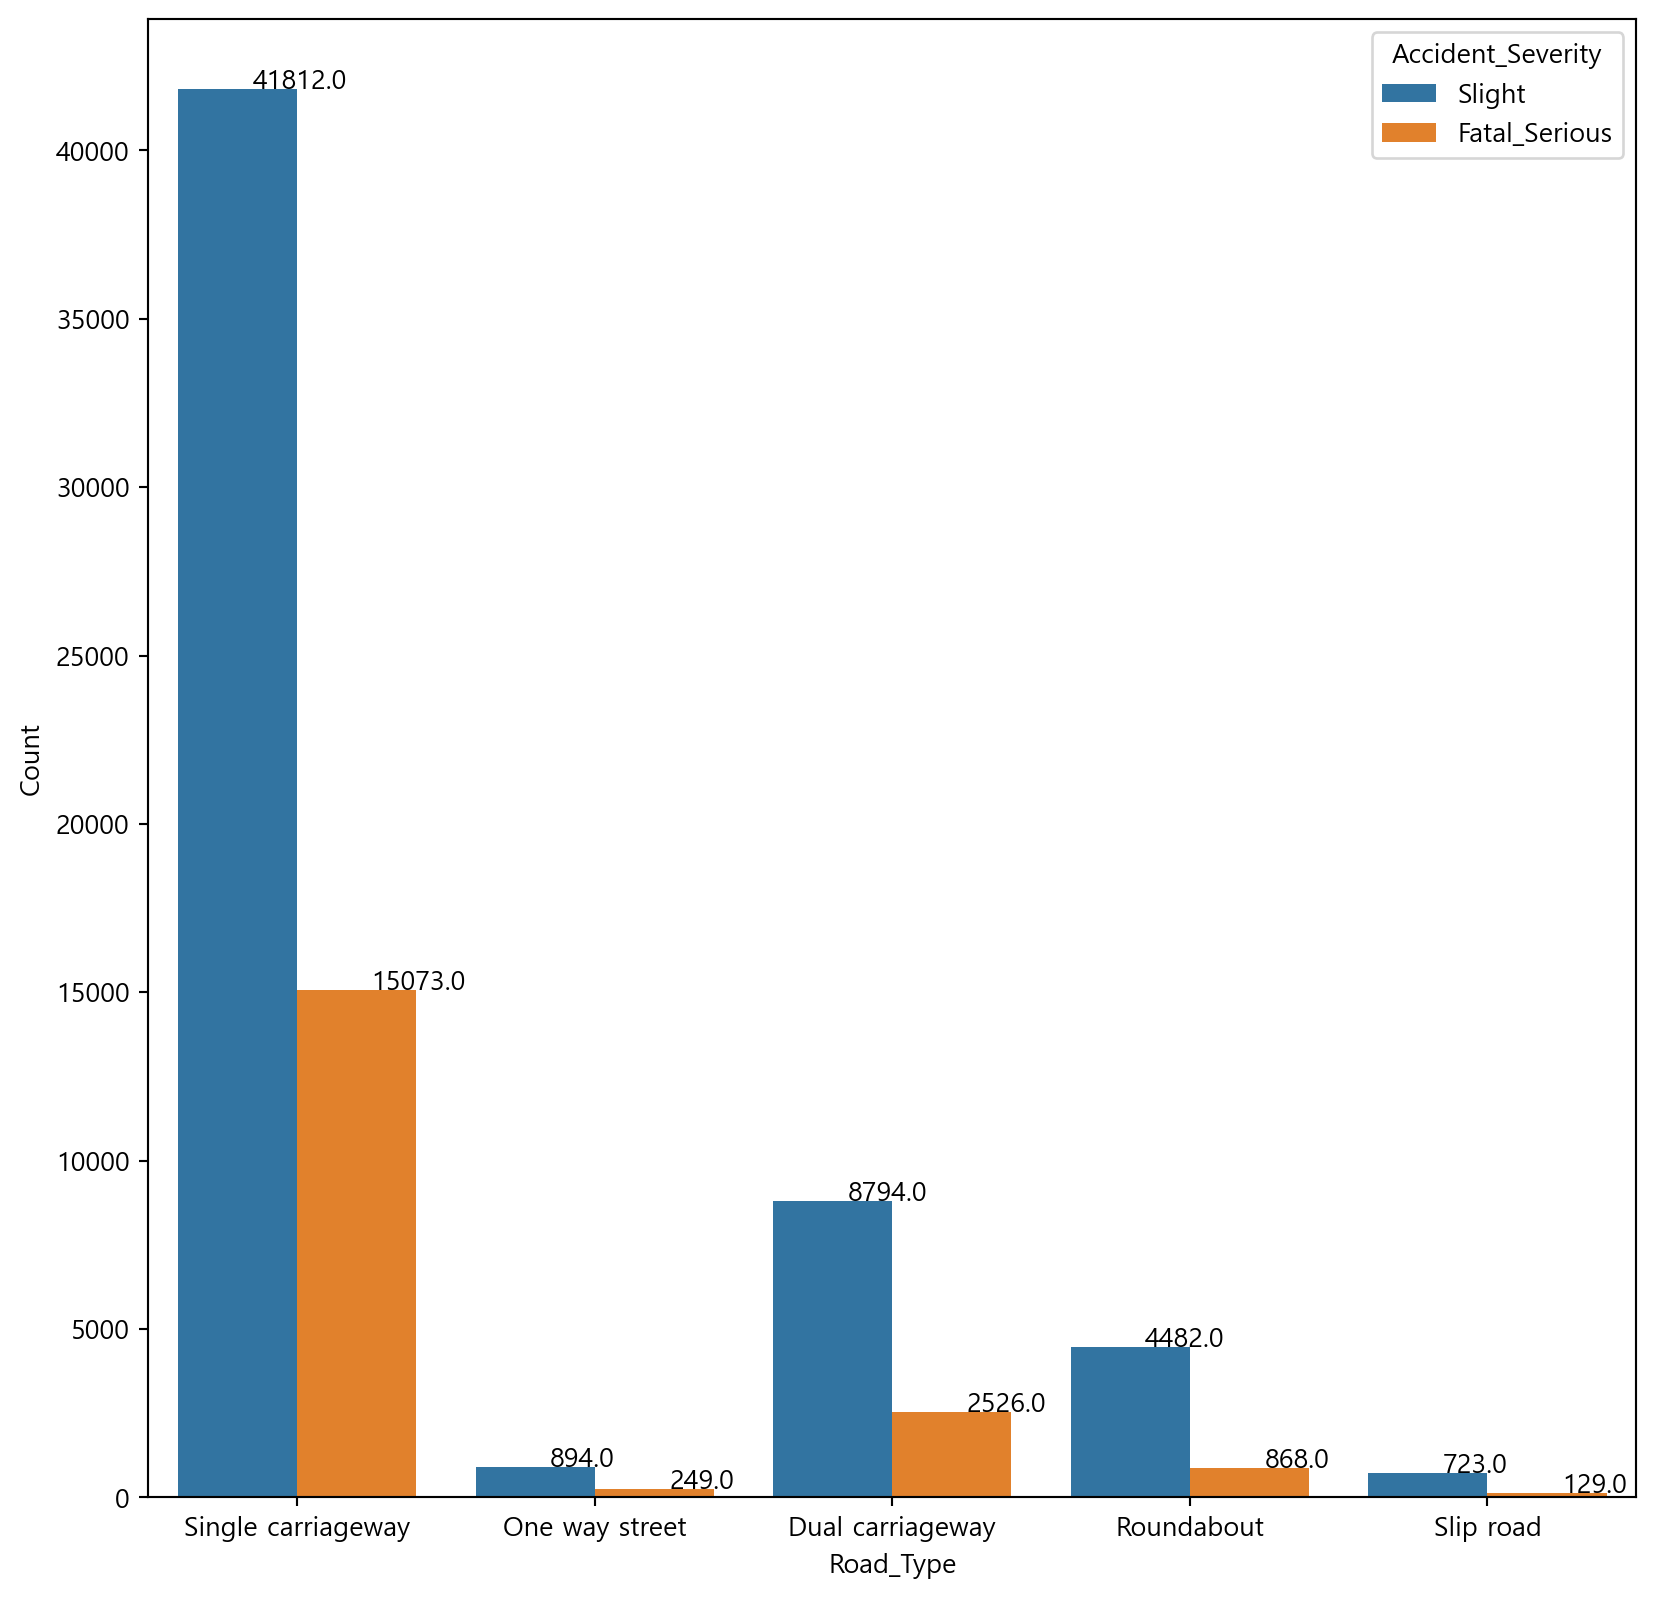 Accident_Severity
Slight
Fatal_Serious
Count
40000
35000
30000
25000
20000
15000
10000
5000
0
41812.0
15073.0
894.0
249.0
8794.0
2526.0
4482.0
868.0
723.0
129.0
Single carriageway
One way street
Dual carriageway
Roundabout
Slip road
Road_Type